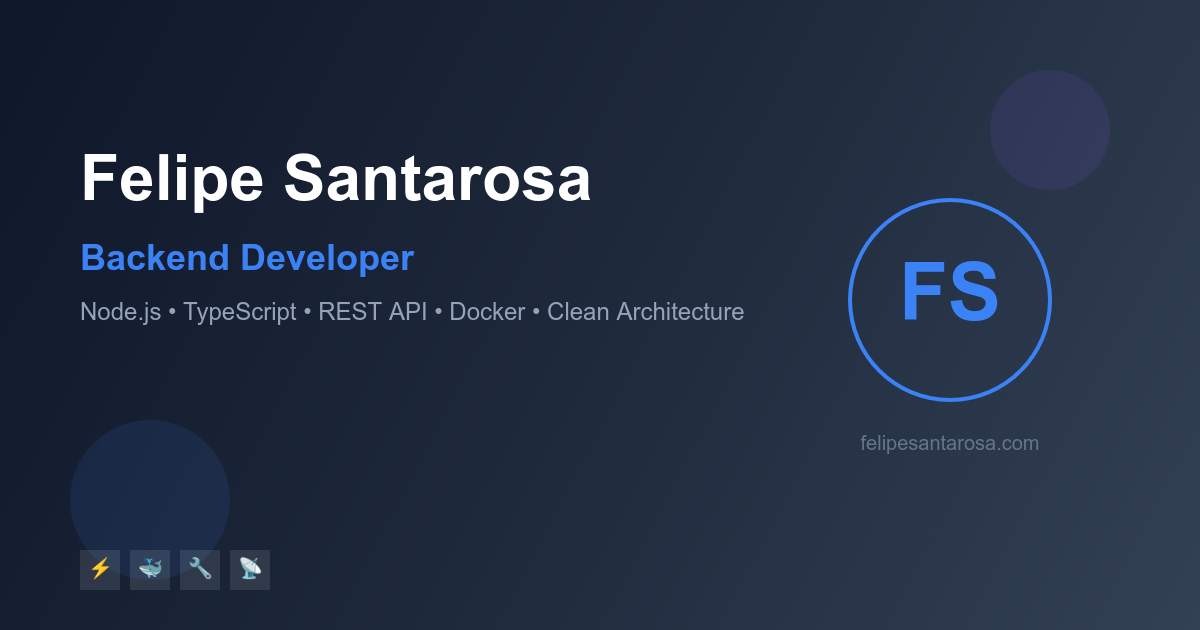 Felipe Santarosa
Backend Developer
Node.js • TypeScript • REST API • Docker • Clean Architecture
FS
felipesantarosa.com